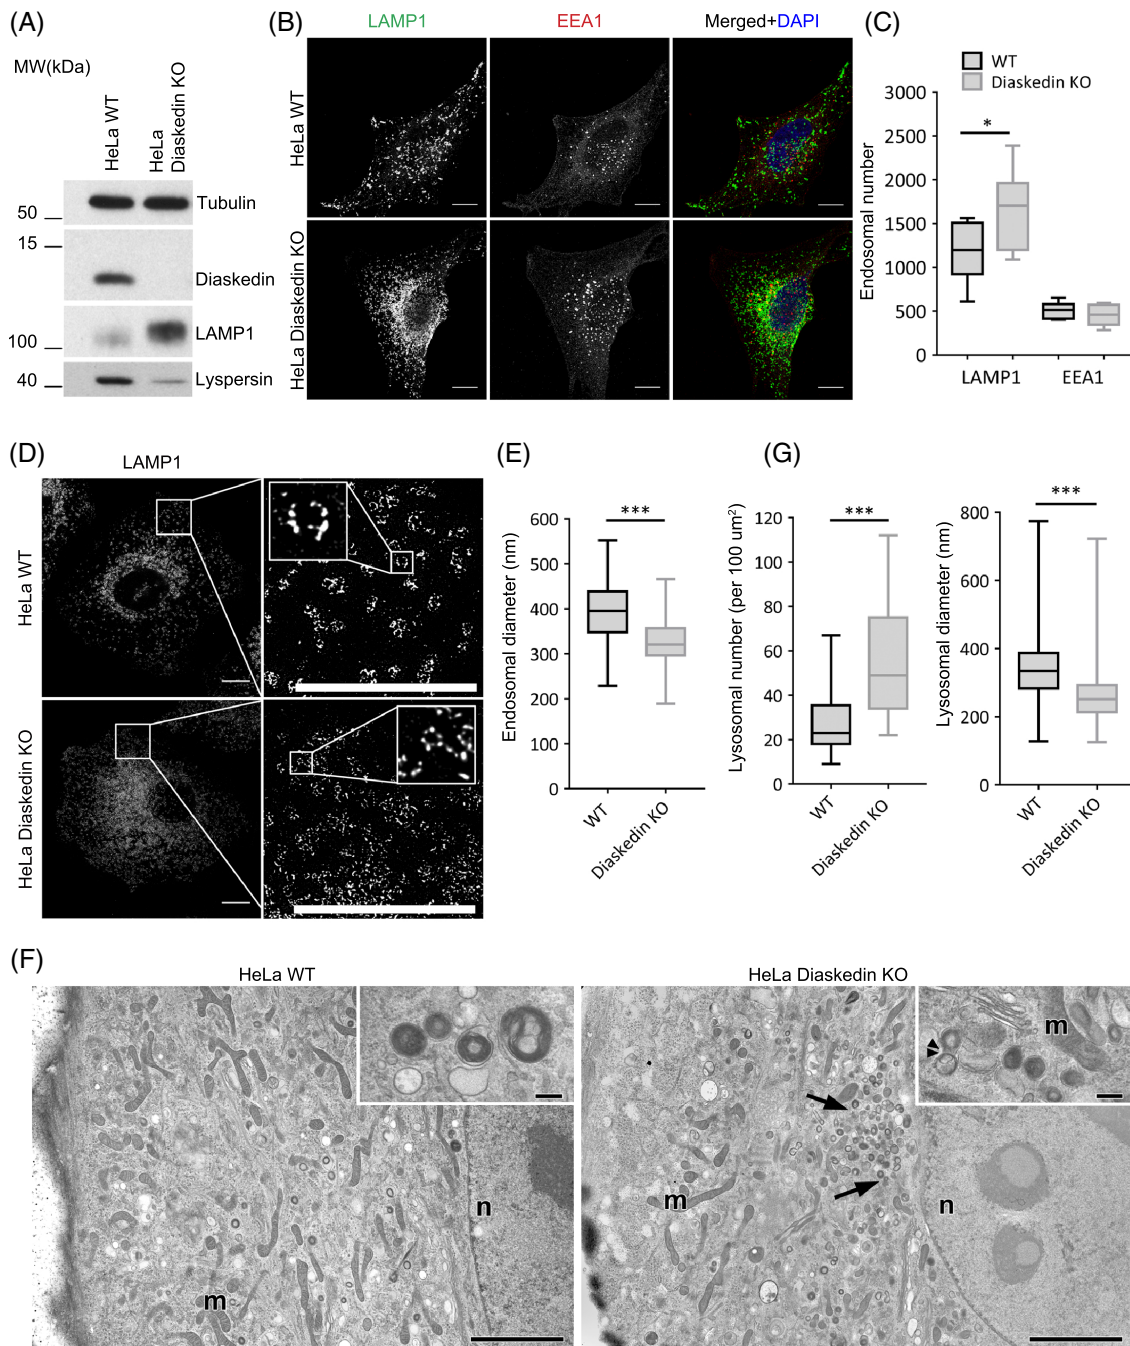 (A)
MW(kDa)
HeLa WT
HeLa
Diaskedin KO
50
Tubulin
15
Diaskedin
LAMP1
100
40
Lyspersin
(B)
LAMP1
EEA1
Merged+DAPI
HeLa WT
HeLa Diaskedin KO
(C)
WT
Diaskedin KO
Endosomal number
3000
2500
2000
1500
1000
500
0
*
LAMP1
EEA1
(D)
LAMP1
HeLa WT
HeLa Diaskedin KO
(E)
Endosomal diameter (nm)
600
500
400
300
200
100
0
***
WT
Diaskedin KO
(G)
Lysosomal number (per 100 um²)
120
100
80
60
40
20
0
***
WT
Diaskedin KO
Lysosomal diameter (nm)
800
600
400
200
0
***
WT
Diaskedin KO
(F)
HeLa WT
m
n
HeLa Diaskedin KO
m
m
n